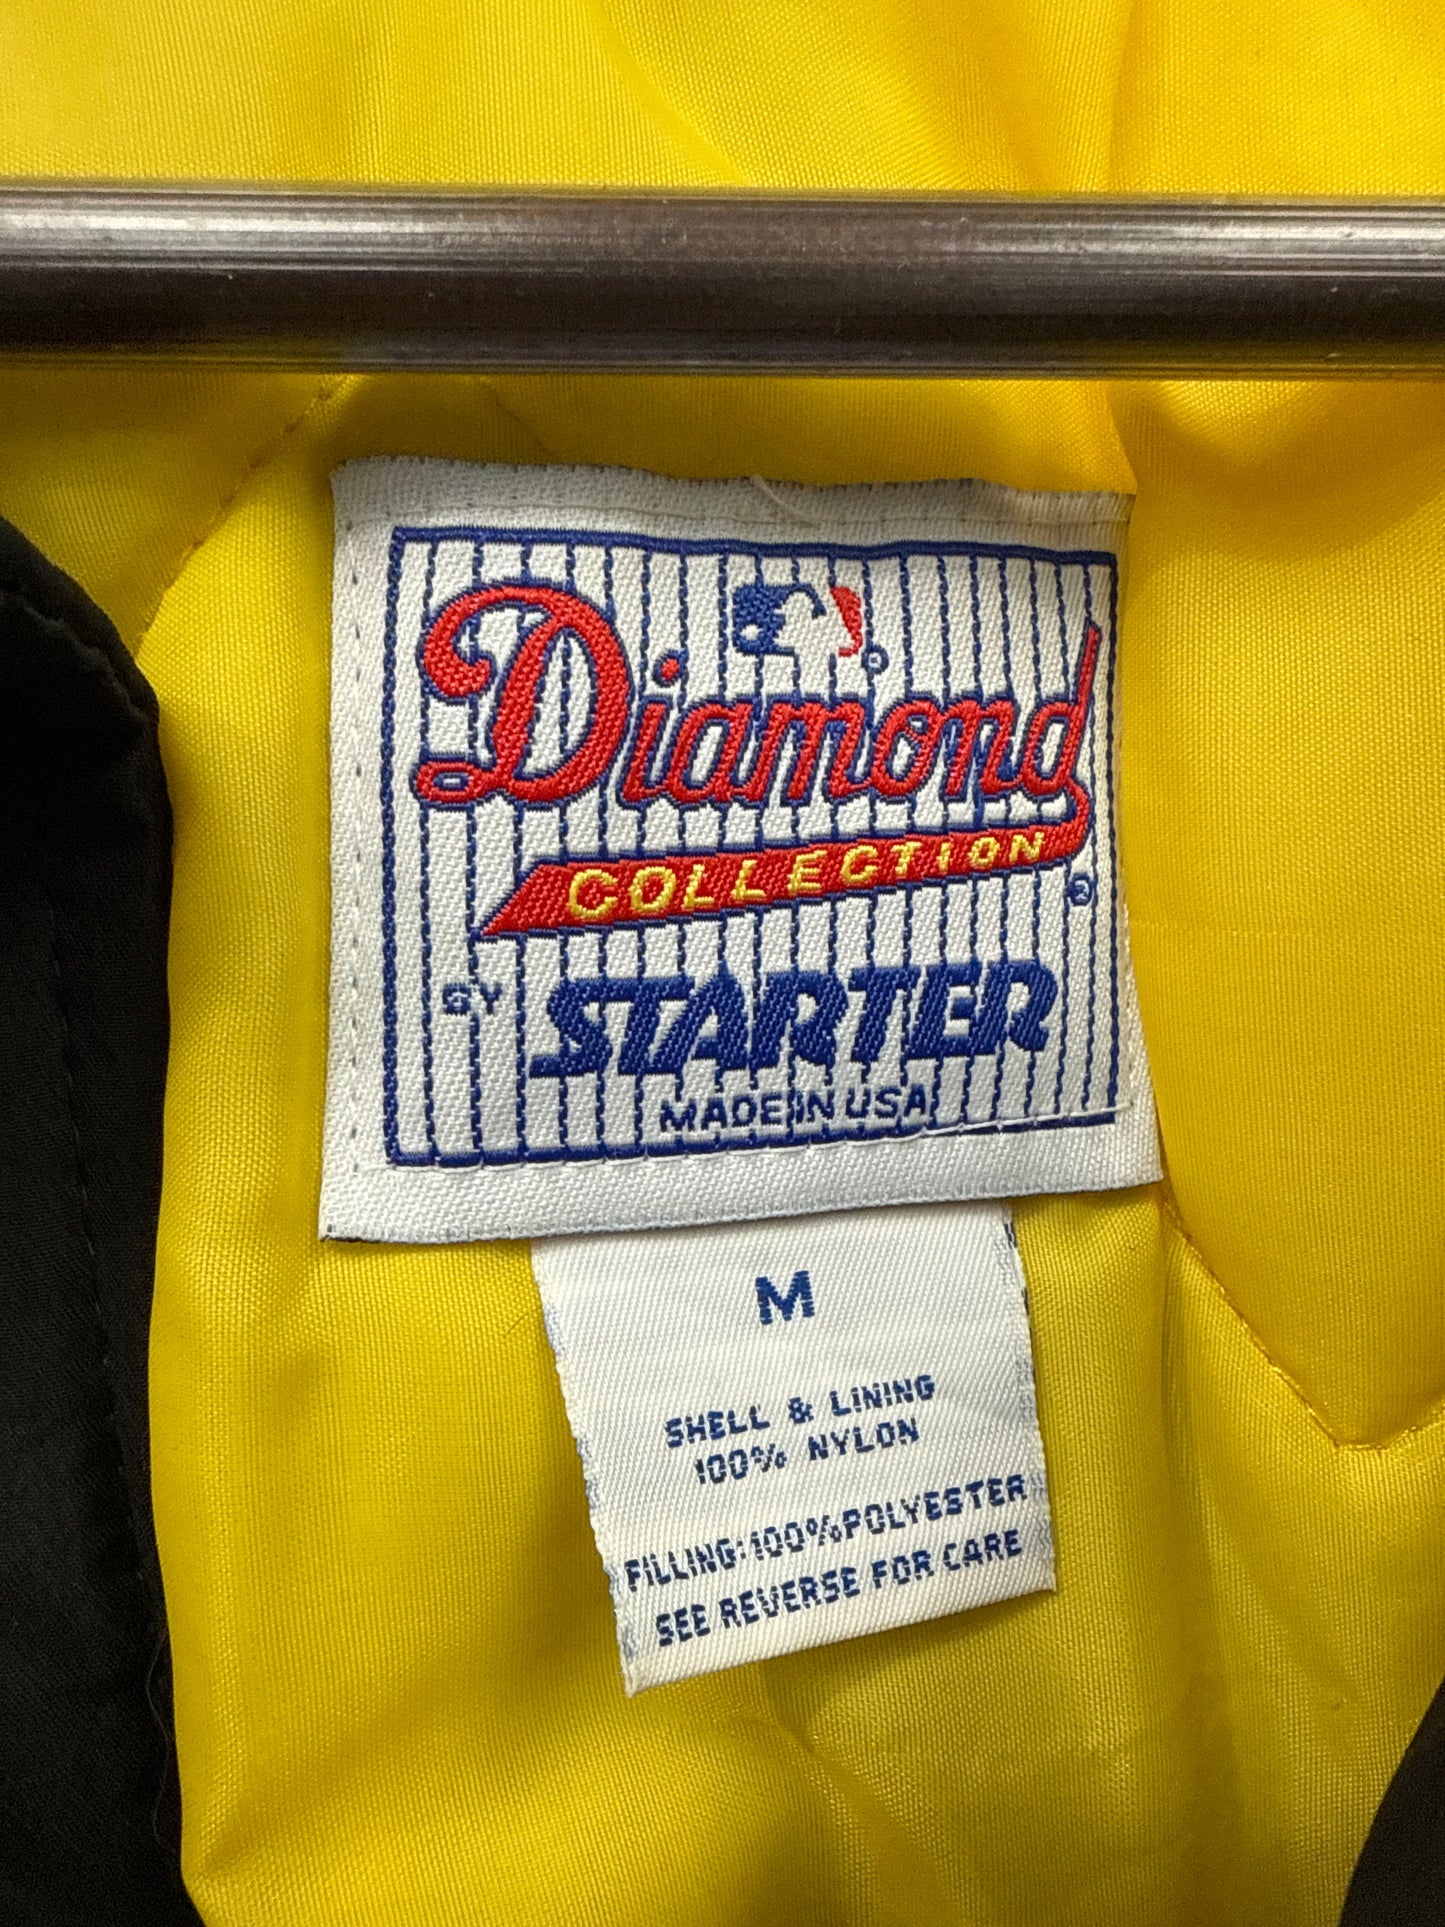 Diamond ®
COLLECTION ®
BY STARTER
MADE IN USA
M
SHELL & LINING
100% NYLON
FILLING: 100% POLYESTER
SEE REVERSE FOR CARE